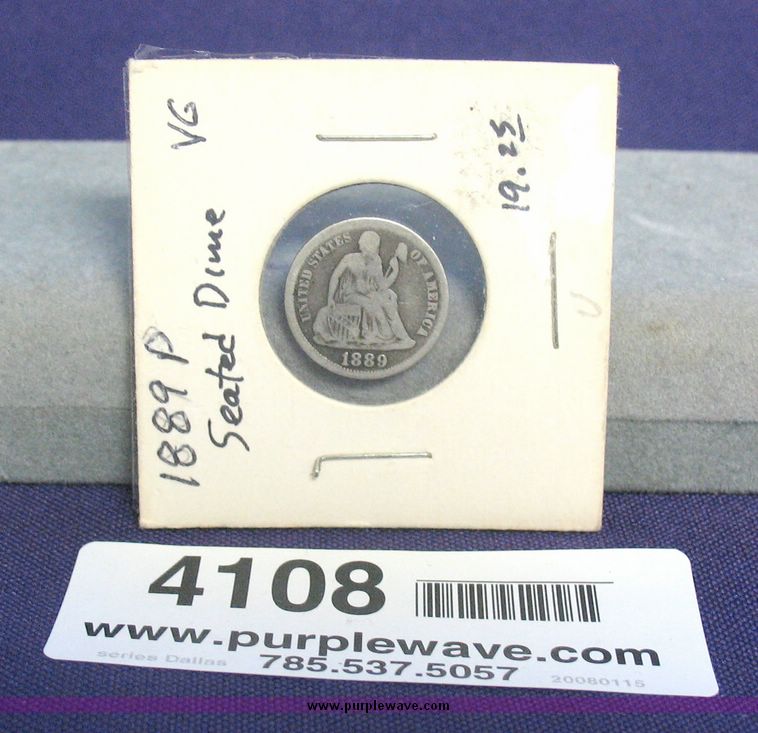 VG
19.25
1889 P
Seated Dime
UNITED STATES OF AMERICA
1889
U
4108
www.purplewave.com
785.537.5057
series Dallas
20080115
www.purplewave.com